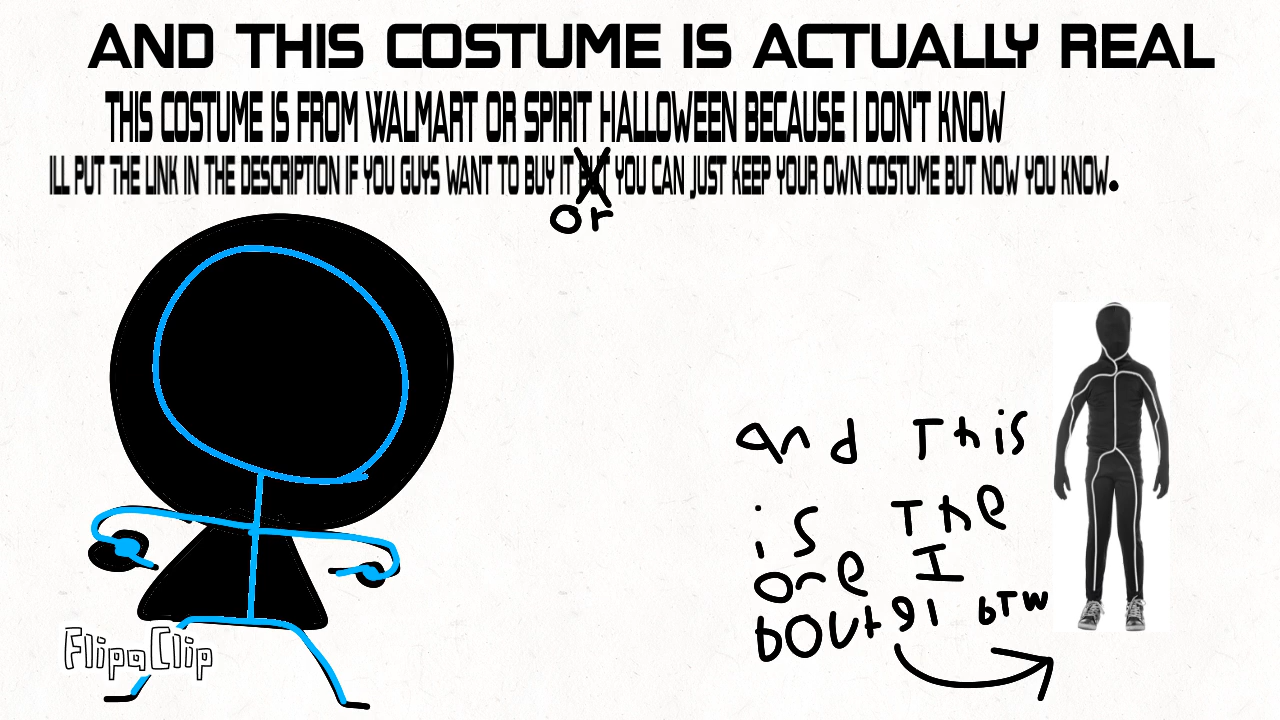 AND THIS COSTUME IS ACTUALLY REAL
THIS COSTUME IS FROM WALMART OR SPIRIT HALLOWEEN BECAUSE I DON'T KNOW
ILL PUT THE LINK IN THE DESCRIPTION IF YOU GUYS WANT TO BUY IT BUT YOU CAN JUST KEEP YOUR OWN COSTUME BUT NOW YOU KNOW.
or
and This
is The
one I
bout91 bTW
FlipaClip